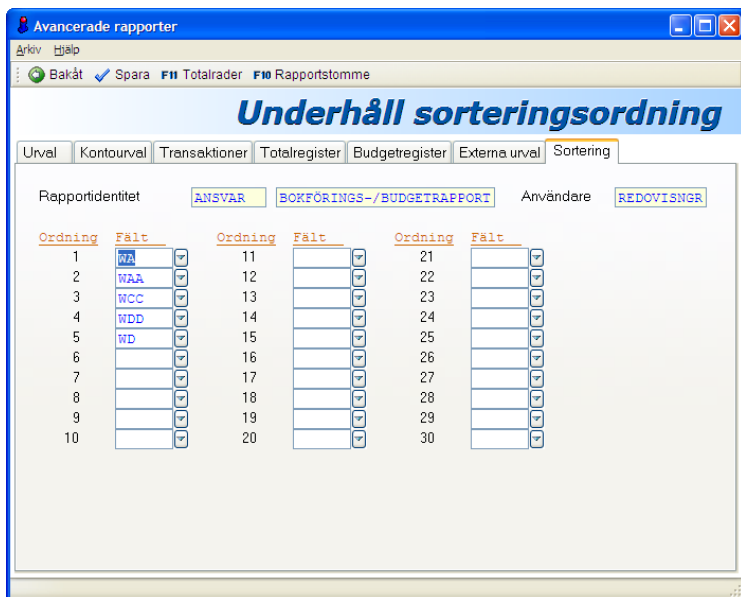 Avancerade rapporter
Arkiv Hjälp
Bakåt Spara F11 Totalrader F10 Rapportstomme
Underhåll sorteringsordning
Urval Kontourval Transaktioner Totalregister Budgetregister Externa urval Sortering
Rapportidentitet ANSVAR BOKFÖRINGS-/BUDGETRAPPORT Användare REDOVISNGR
Ordning Fält Ordning Fält Ordning Fält
1 WA 11 21
2 WAA 12 22
3 WCC 13 23
4 WDD 14 24
5 WD 15 25
6 16 26
7 17 27
8 18 28
9 19 29
10 20 30